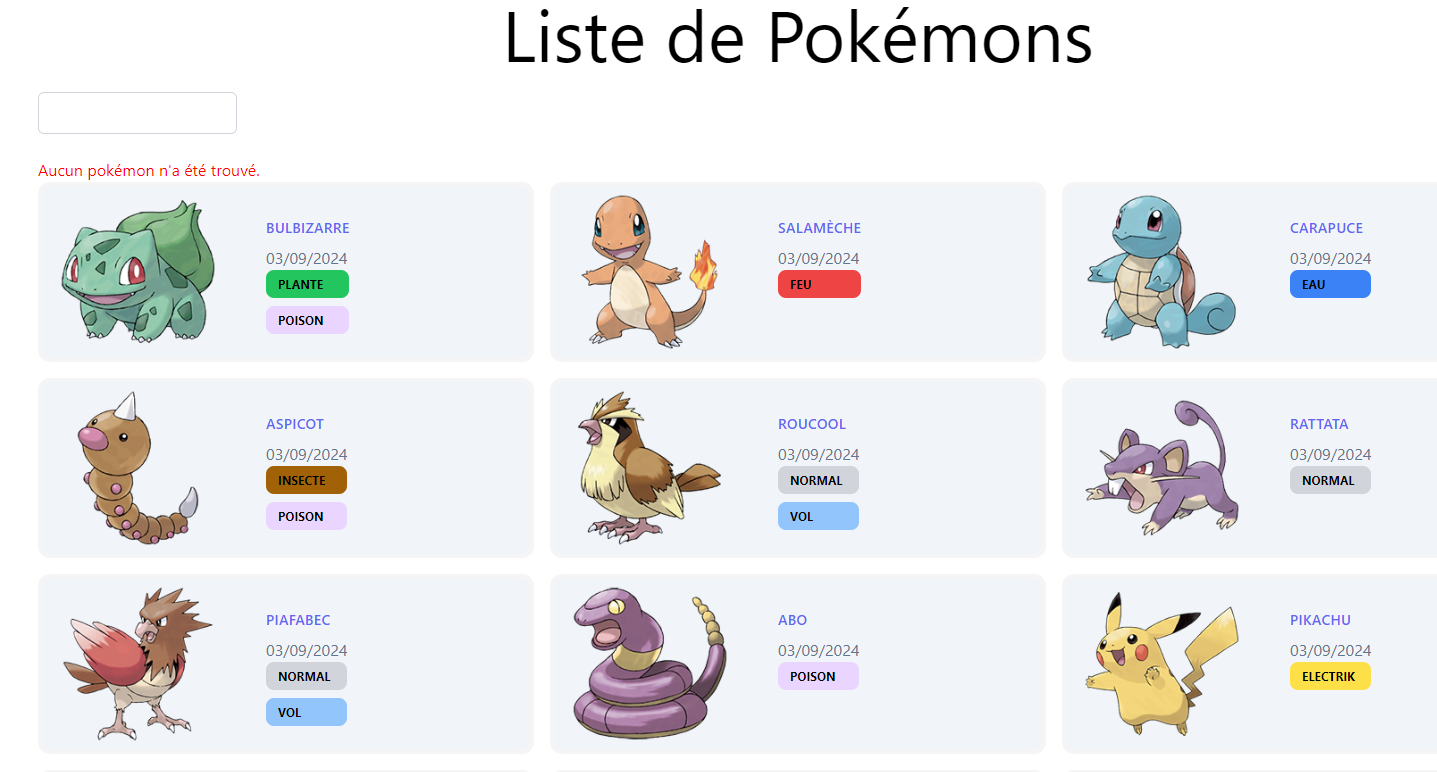 Liste de Pokémons
Aucun pokémon n'a été trouvé.
BULBIZARRE
03/09/2024
PLANTE
POISON
SALAMÈCHE
03/09/2024
FEU
CARAPUCE
03/09/2024
EAU
ASPICOT
03/09/2024
INSECTE
POISON
ROUCOOL
03/09/2024
NORMAL
VOL
RATTATA
03/09/2024
NORMAL
PIAFABEC
03/09/2024
NORMAL
VOL
ABO
03/09/2024
POISON
PIKACHU
03/09/2024
ELECTRIK